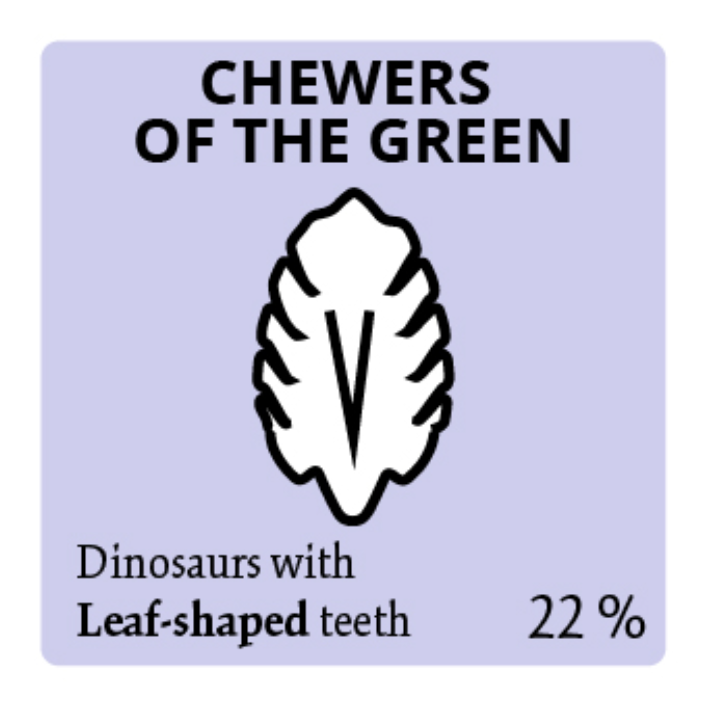 CHEWERS
OF THE GREEN
Dinosaurs with
Leaf-shaped teeth
22 %